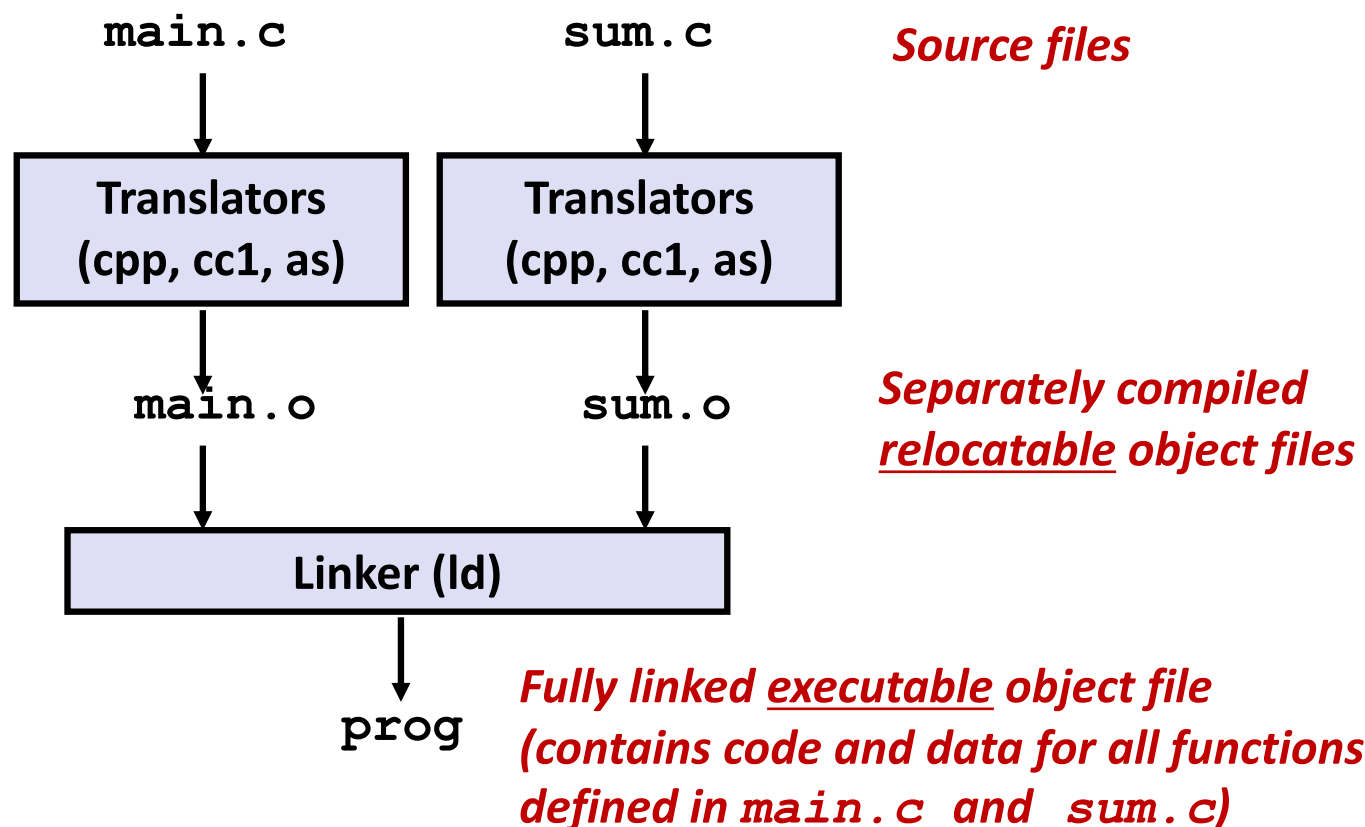 main.c
sum.c
Source files
Translators
(cpp, cc1, as)
Translators
(cpp, cc1, as)
main.o
sum.o
Separately compiled
relocatable object files
Linker (ld)
prog
Fully linked executable object file
(contains code and data for all functions
defined in main.c and sum.c)